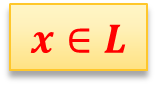 𝒙 ∈ 𝑳